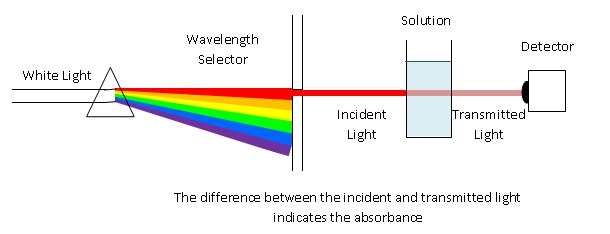 Solution
Wavelength
Selector
Detector
White Light
Incident
Light
Transmitted
Light
The difference between the incident and transmitted light
indicates the absorbance